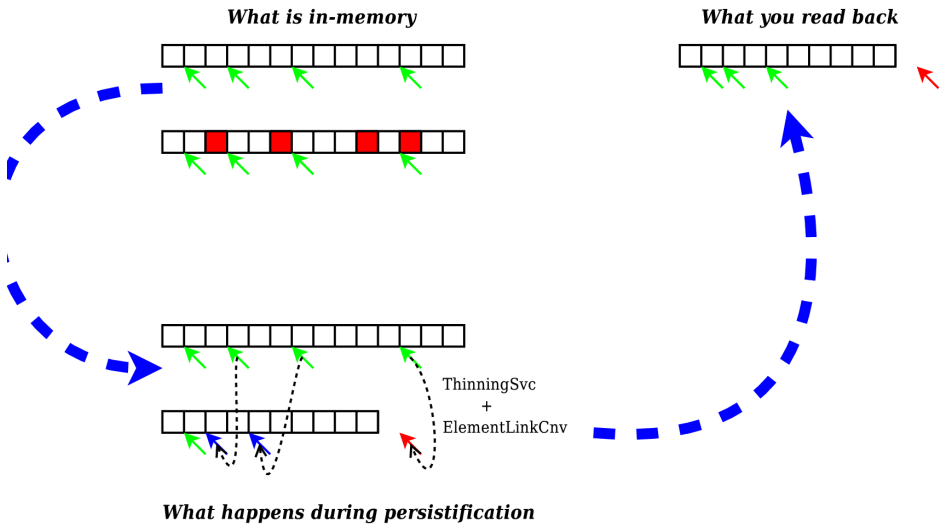 What is in-memory
What you read back
ThinningSvc
+
ElementLinkCnv
What happens during persistification